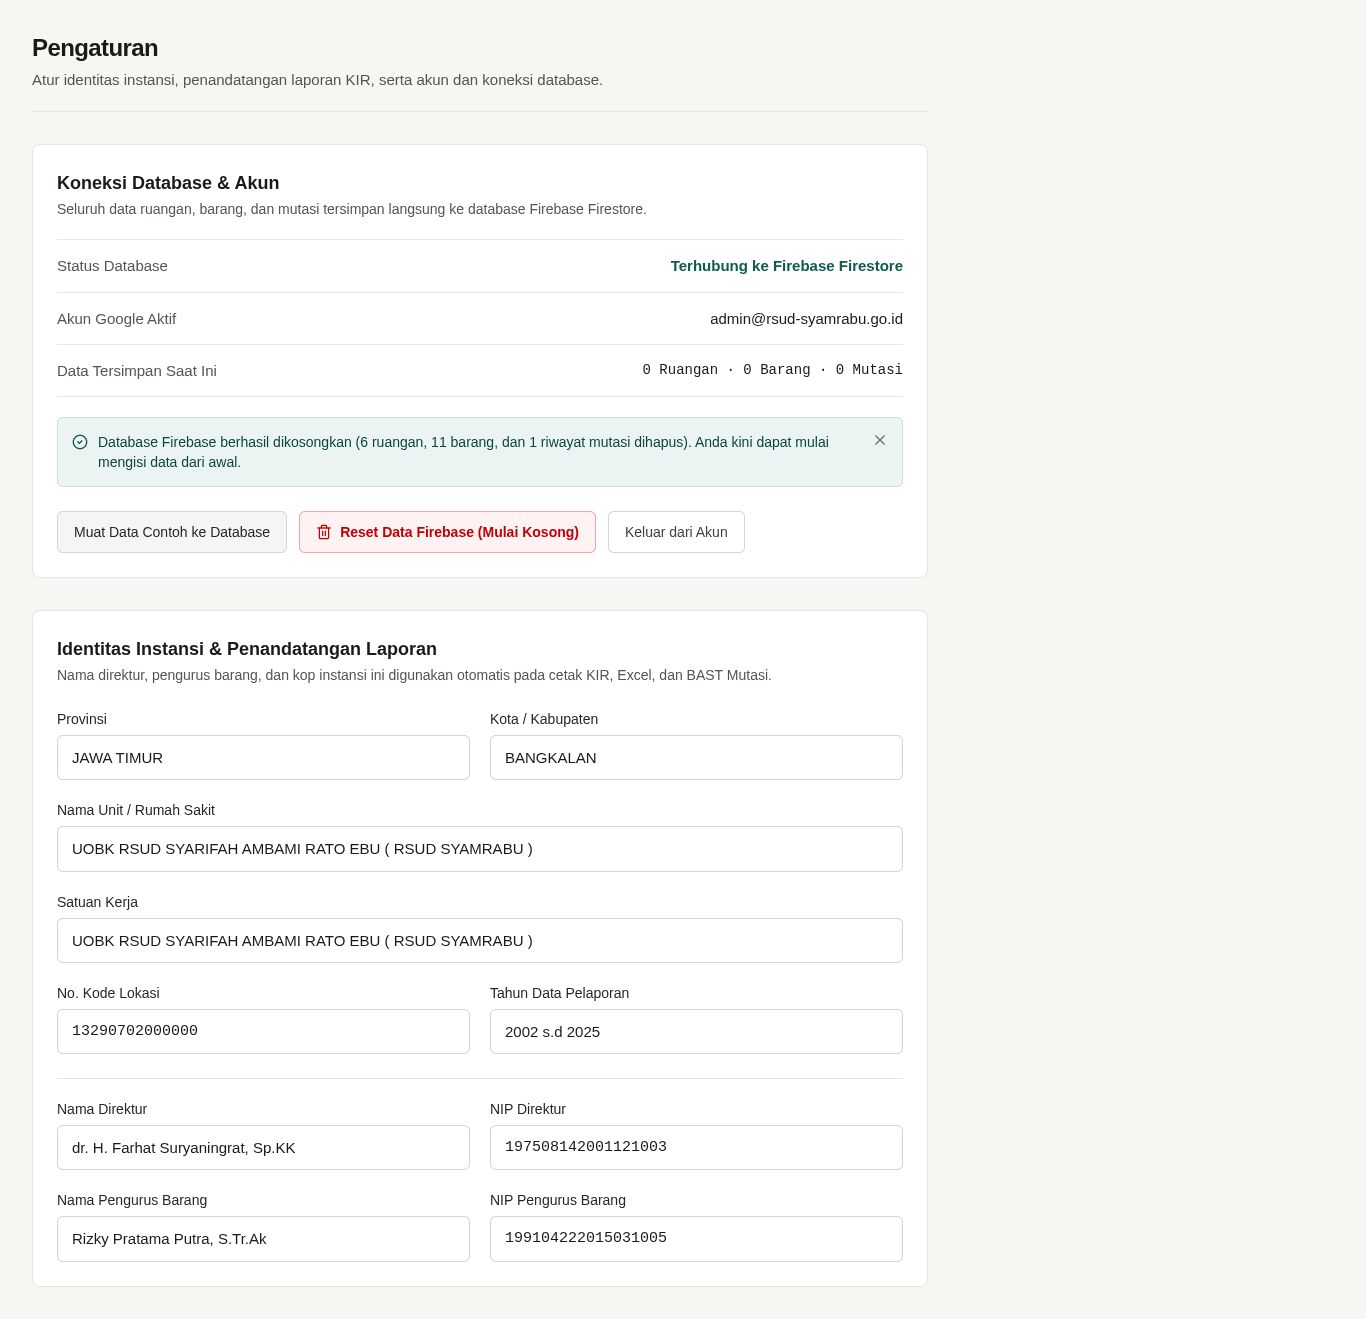 Pengaturan
Atur identitas instansi, penandatangan laporan KIR, serta akun dan koneksi database.
Koneksi Database & Akun
Seluruh data ruangan, barang, dan mutasi tersimpan langsung ke database Firebase Firestore.
Status Database
Terhubung ke Firebase Firestore
Akun Google Aktif
admin@rsud-syamrabu.go.id
Data Tersimpan Saat Ini
0 Ruangan · 0 Barang · 0 Mutasi
Database Firebase berhasil dikosongkan (6 ruangan, 11 barang, dan 1 riwayat mutasi dihapus). Anda kini dapat mulai
mengisi data dari awal.
Muat Data Contoh ke Database
Reset Data Firebase (Mulai Kosong)
Keluar dari Akun
Identitas Instansi & Penandatangan Laporan
Nama direktur, pengurus barang, dan kop instansi ini digunakan otomatis pada cetak KIR, Excel, dan BAST Mutasi.
Provinsi
JAWA TIMUR
Kota / Kabupaten
BANGKALAN
Nama Unit / Rumah Sakit
UOBK RSUD SYARIFAH AMBAMI RATO EBU ( RSUD SYAMRABU )
Satuan Kerja
UOBK RSUD SYARIFAH AMBAMI RATO EBU ( RSUD SYAMRABU )
No. Kode Lokasi
13290702000000
Tahun Data Pelaporan
2002 s.d 2025
Nama Direktur
dr. H. Farhat Suryaningrat, Sp.KK
NIP Direktur
197508142001121003
Nama Pengurus Barang
Rizky Pratama Putra, S.Tr.Ak
NIP Pengurus Barang
199104222015031005